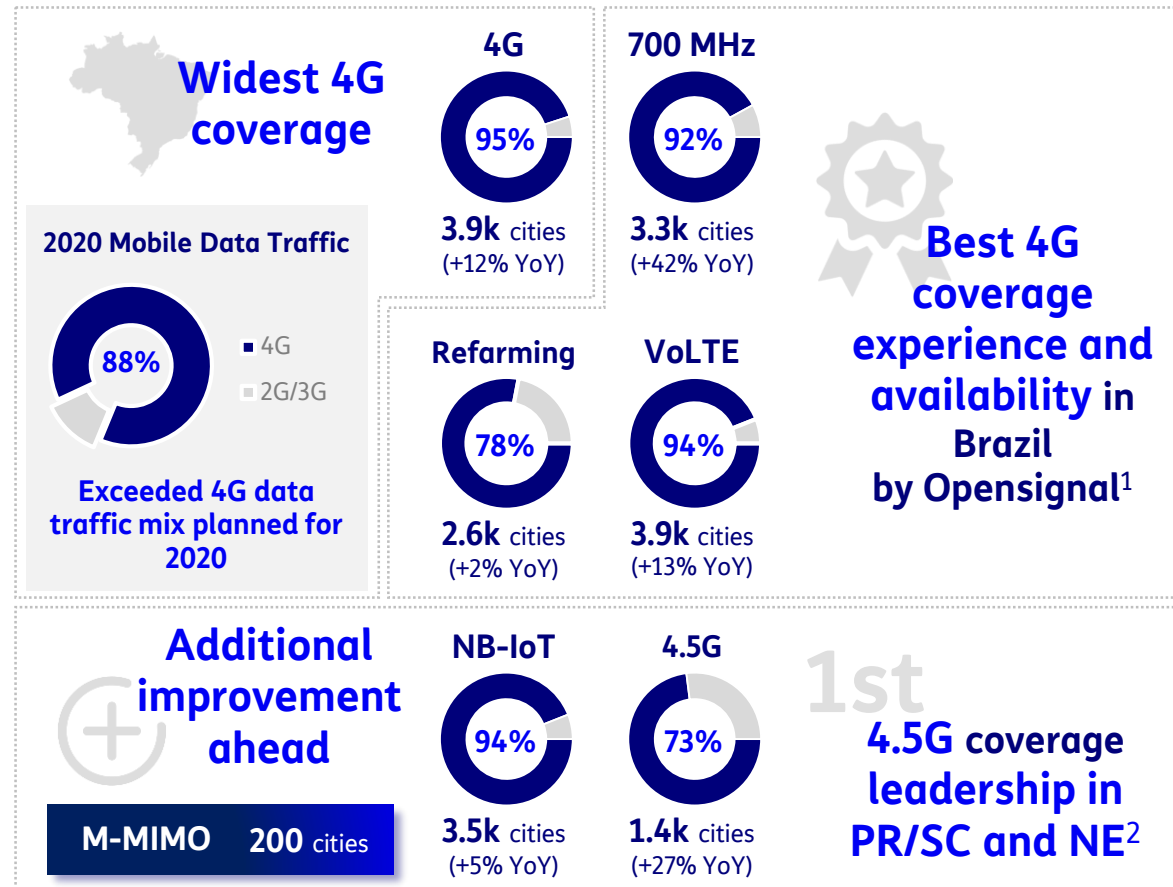 Widest 4G
coverage
4G
95%
3.9k cities
(+12% YoY)
700 MHz
92%
3.3k cities
(+42% YoY)
2020 Mobile Data Traffic
88%
4G
2G/3G
Exceeded 4G data
traffic mix planned for
2020
Refarming
78%
2.6k cities
(+2% YoY)
VoLTE
94%
3.9k cities
(+13% YoY)
Best 4G
coverage
experience and
availability in
Brazil
by Opensignal1
Additional
improvement
ahead
M-MIMO 200 cities
NB-IoT
94%
3.5k cities
(+5% YoY)
4.5G
73%
1.4k cities
(+27% YoY)
1st
4.5G coverage
leadership in
PR/SC and NE2